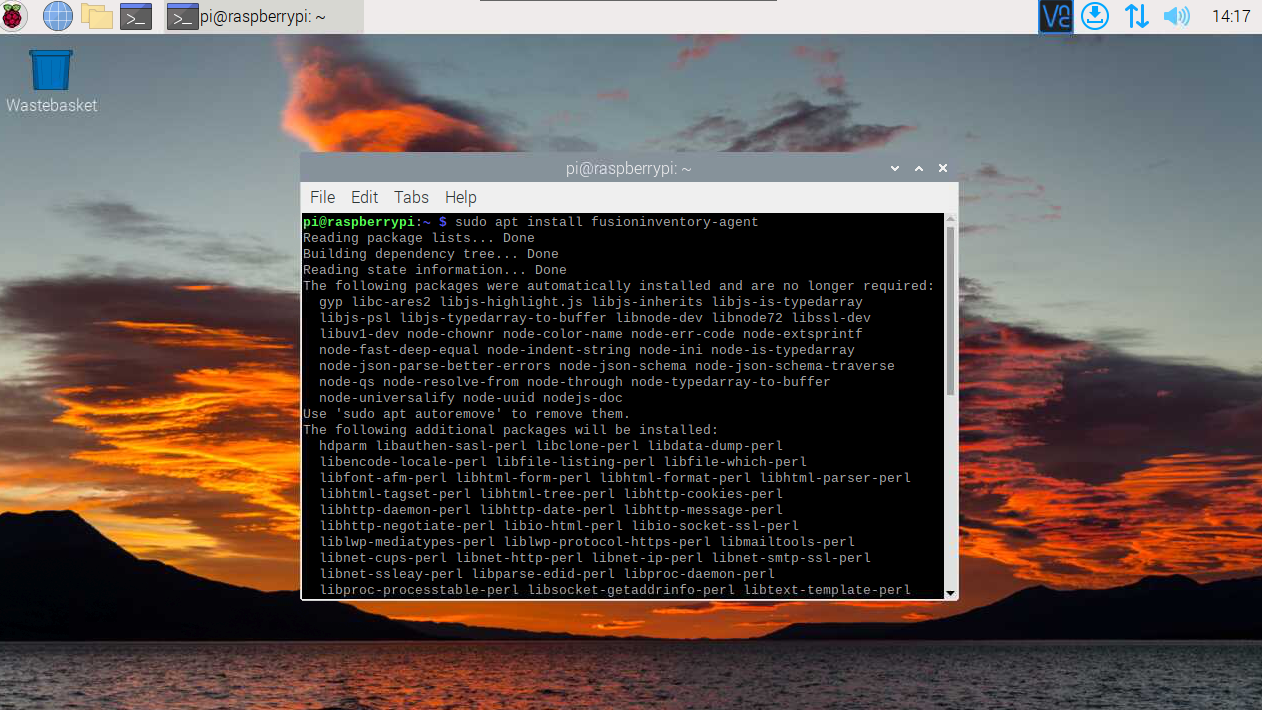 pi@raspberrypi: ~
14:17
Wastebasket
pi@raspberrypi: ~
File Edit Tabs Help
pi@raspberrypi:~ $ sudo apt install fusioninventory-agent
Reading package lists... Done
Building dependency tree... Done
Reading state information... Done
The following packages were automatically installed and are no longer required:
gyp libc-ares2 libjs-highlight.js libjs-inherits libjs-is-typedarray
libjs-psl libjs-typedarray-to-buffer libnode-dev libnode72 libssl-dev
libuv1-dev node-chownr node-color-name node-err-code node-extsprintf
node-fast-deep-equal node-indent-string node-ini node-is-typedarray
node-json-parse-better-errors node-json-schema node-json-schema-traverse
node-qs node-resolve-from node-through node-typedarray-to-buffer
node-universalify node-uuid nodejs-doc
Use 'sudo apt autoremove' to remove them.
The following additional packages will be installed:
hdparm libauthen-sasl-perl libclone-perl libdata-dump-perl
libencode-locale-perl libfile-listing-perl libfile-which-perl
libfont-afm-perl libhtml-form-perl libhtml-format-perl libhtml-parser-perl
libhtml-tagset-perl libhtml-tree-perl libhttp-cookies-perl
libhttp-daemon-perl libhttp-date-perl libhttp-message-perl
libhttp-negotiate-perl libio-html-perl libio-socket-ssl-perl
liblwp-mediatypes-perl liblwp-protocol-https-perl libmailtools-perl
libnet-cups-perl libnet-http-perl libnet-ip-perl libnet-smtp-ssl-perl
libnet-ssleay-perl libparse-edid-perl libproc-daemon-perl
libproc-processtable-perl libsocket-getaddrinfo-perl libtext-template-perl